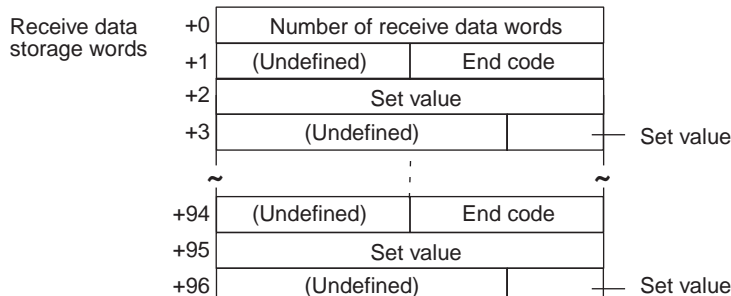 Receive data
storage words
+0 Number of receive data words
+1 (Undefined) End code
+2 Set value
+3 (Undefined) Set value
~ ~
+94 (Undefined) End code
+95 Set value
+96 (Undefined) Set value